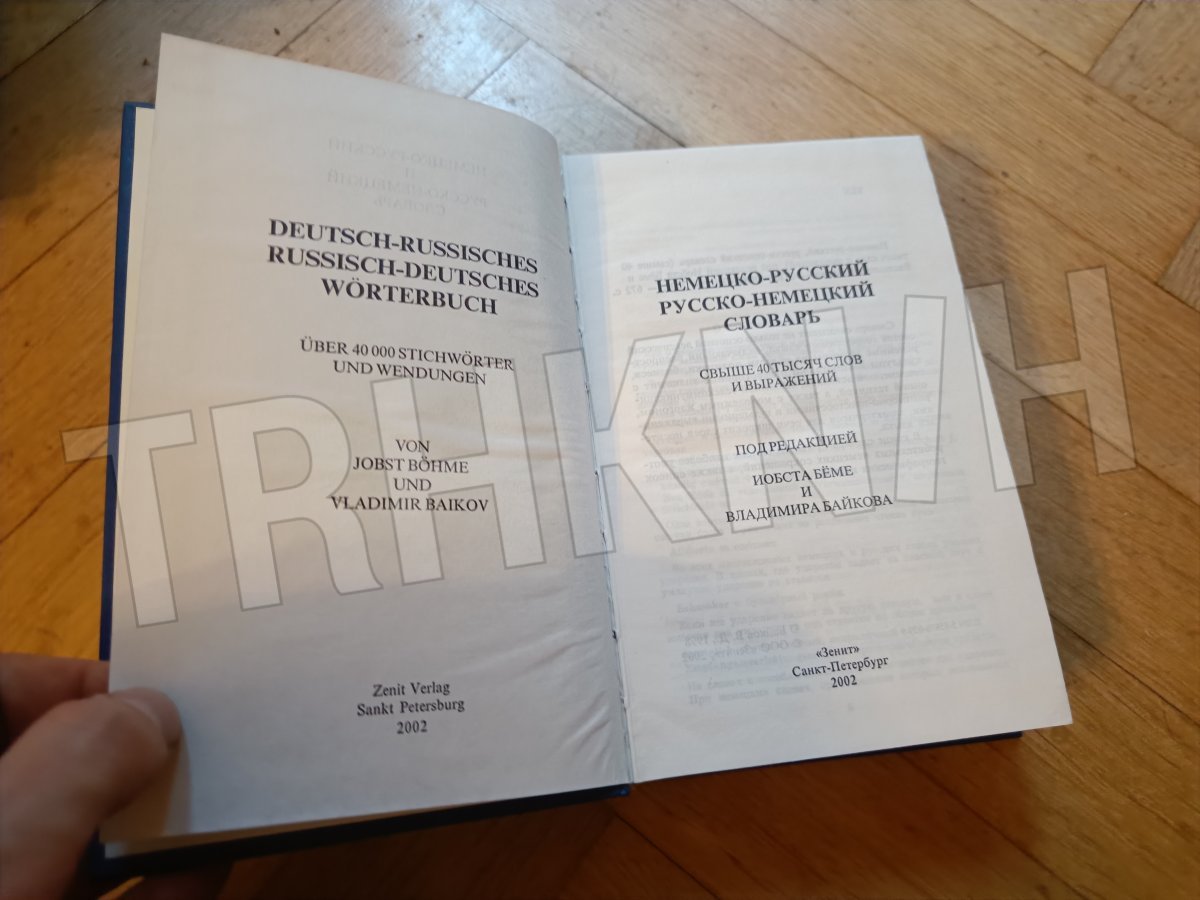 DEUTSCH-RUSSISCHES
RUSSISCH-DEUTSCHES
WÖRTERBUCH
ÜBER 40 000 STICHWÖRTER
UND WENDUNGEN
VON
JOBST BÖHME
UND
VLADIMIR BAIKOV
Zenit Verlag
Sankt Petersburg
2002
НЕМЕЦКО-РУССКИЙ
РУССКО-НЕМЕЦКИЙ
СЛОВАРЬ
СВЫШЕ 40 ТЫСЯЧ СЛОВ
И ВЫРАЖЕНИЙ
ПОД РЕДАКЦИЕЙ
ИОБСТА БЁМЕ
И
ВЛАДИМИРА БАЙКОВА
«Зенит»
Санкт-Петербург
2002
TRHKN/H